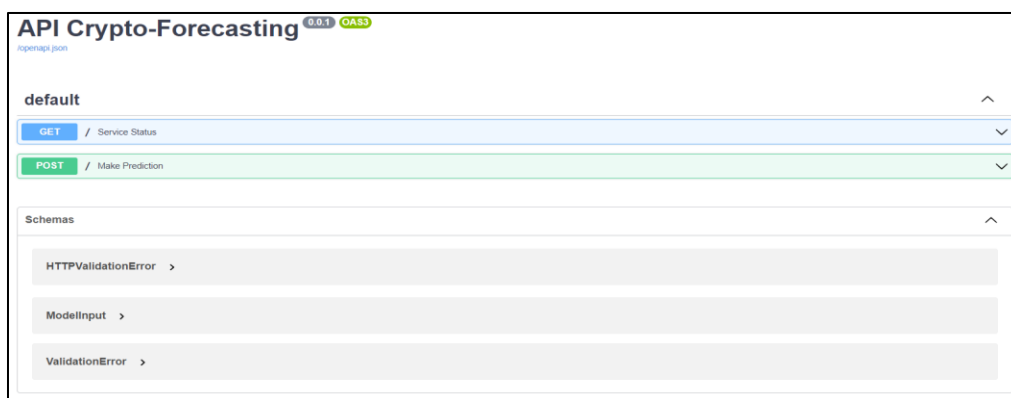 API Crypto-Forecasting 0.0.1 OAS3
/openapi.json
default
GET / Service Status
POST / Make Prediction
Schemas
HTTPValidationError >
ModelInput >
ValidationError >